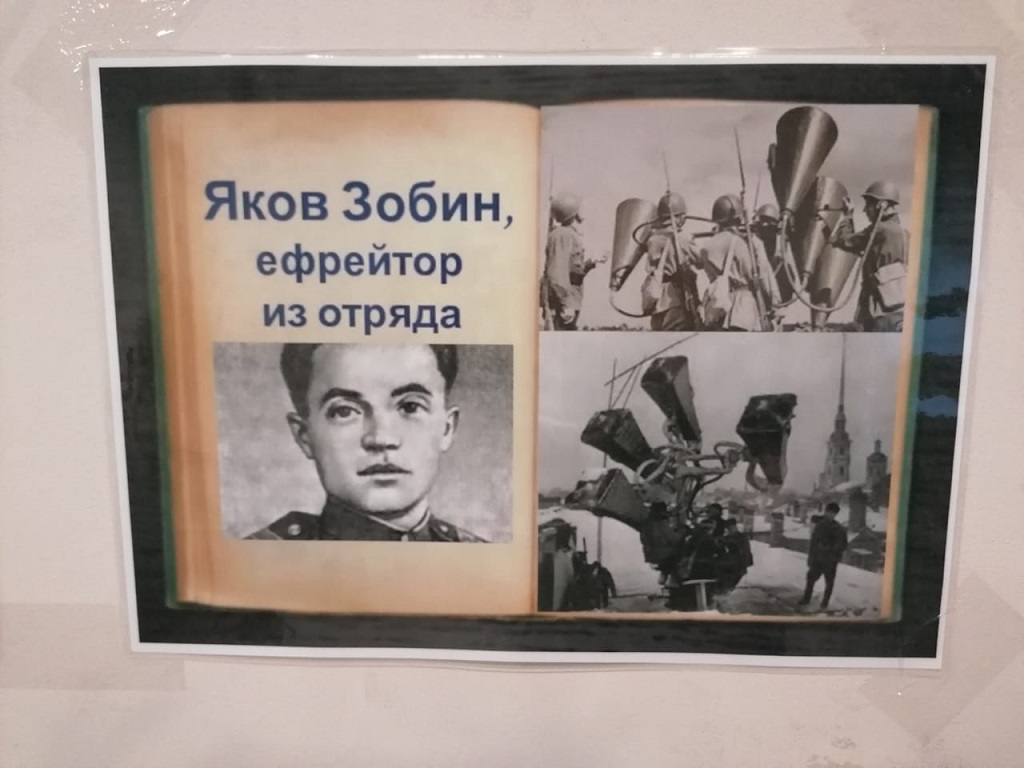 Яков Зобин,
ефрейтор
из отряда